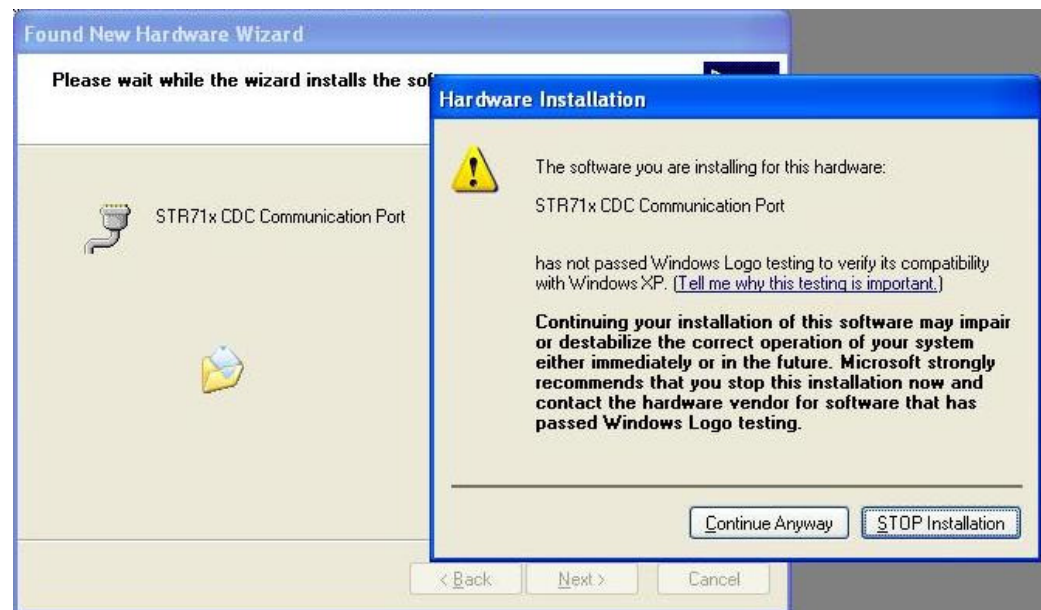 Found New Hardware Wizard
Please wait while the wizard installs the
STR71x CDC Communication Port
< Back Next > Cancel
Hardware Installation
The software you are installing for this hardware:
STR71x CDC Communication Port
has not passed Windows Logo testing to verify its compatibility
with Windows XP. (Tell me why this testing is important.)
Continuing your installation of this software may impair
or destabilize the correct operation of your system
either immediately or in the future. Microsoft strongly
recommends that you stop this installation now and
contact the hardware vendor for software that has
passed Windows Logo testing.
Continue Anyway STOP Installation